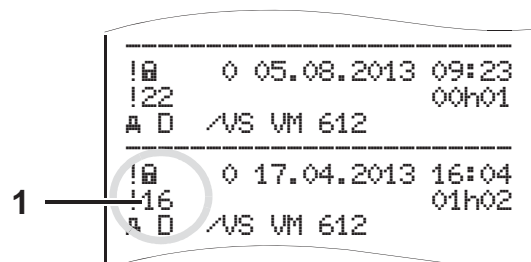 !🔒 0 05.08.2013 09:23
!22 00h01
D /VS VM 612
!🔒 0 17.04.2013 16:04
1 !16 01h02
D /VS VM 612